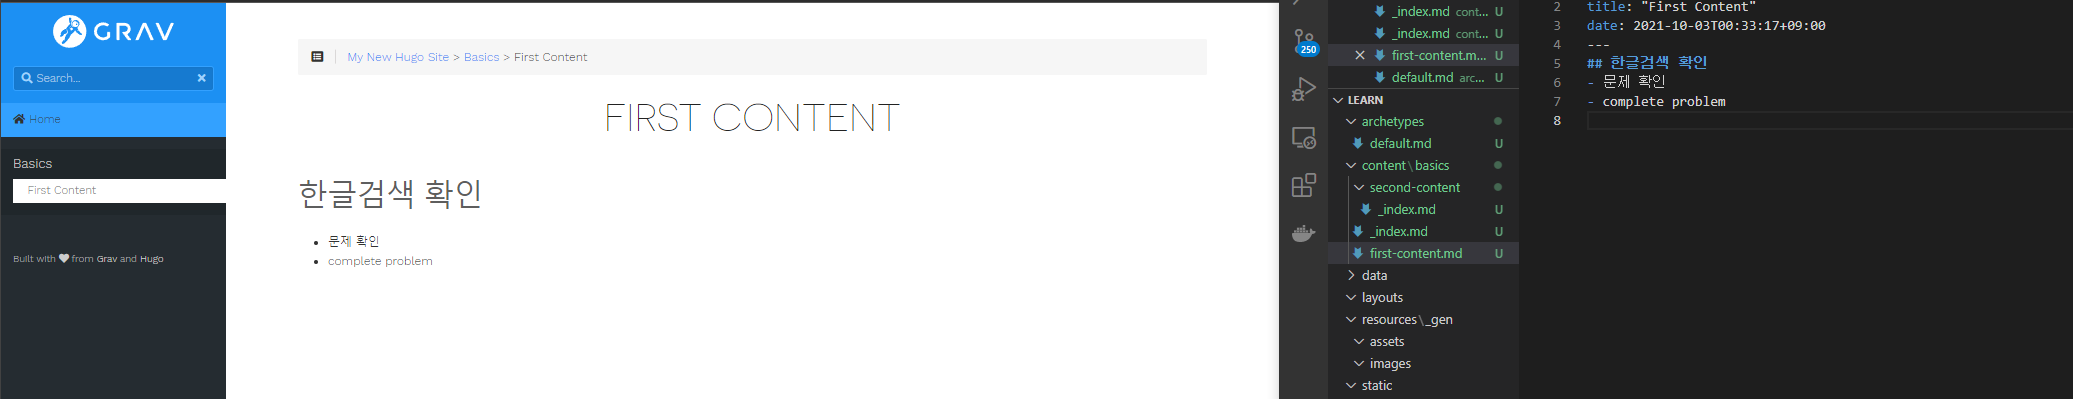 GRAV
Search...
Home
Basics
First Content
Built with from Grav and Hugo
My New Hugo Site > Basics > First Content
FIRST CONTENT
한글검색 확인
문제 확인
complete problem
250
_index.md cont... U
_index.md cont... U
first-content.m... U
default.md arc... U
LEARN
archetypes
default.md U
content\basics
second-content
_index.md U
_index.md U
first-content.md U
data
layouts
resources\_gen
assets
images
static
2 title: "First Content"
3 date: 2021-10-03T00:33:17+09:00
4 ---
5 ## 한글검색 확인
6 - 문제 확인
7 - complete problem
8